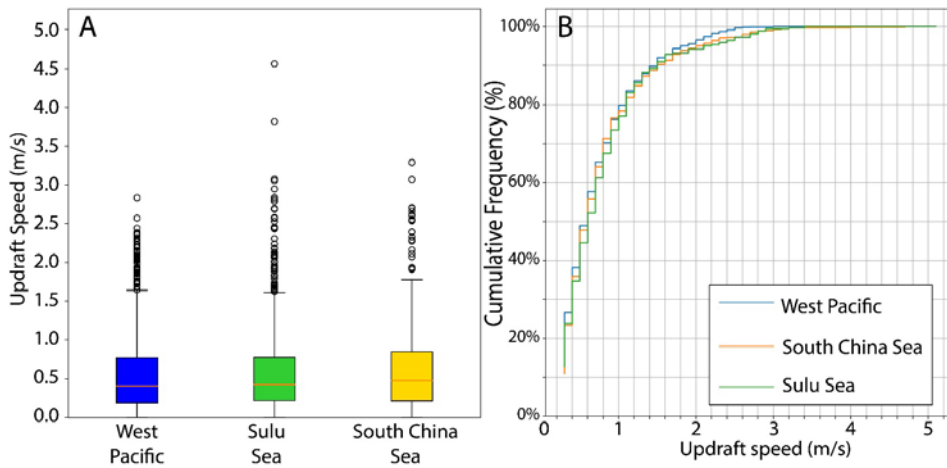 A
Updraft Speed (m/s)
5.0
4.5
4.0
3.5
3.0
2.5
2.0
1.5
1.0
0.5
0.0
West
Pacific
Sulu
Sea
South China
Sea
B
Cumulative Frequency (%)
100%
80%
60%
40%
20%
0%
0 1 2 3 4 5
Updraft speed (m/s)
West Pacific
South China Sea
Sulu Sea